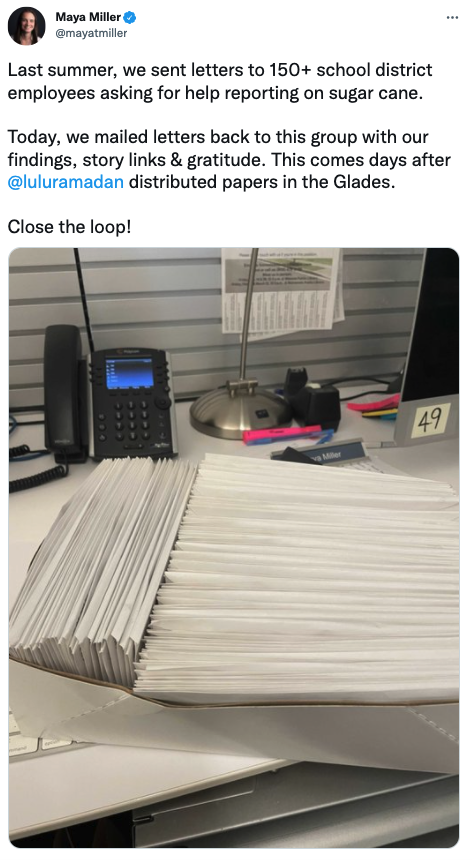 Maya Miller
@mayatmiller
Last summer, we sent letters to 150+ school district
employees asking for help reporting on sugar cane.
Today, we mailed letters back to this group with our
findings, story links & gratitude. This comes days after
@luluramadan distributed papers in the Glades.
Close the loop!
49
Miller